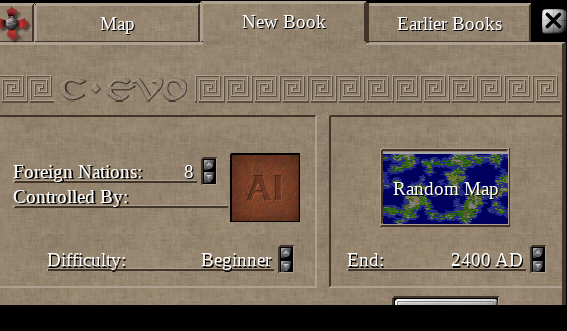 Map
New Book
Earlier Books
C·EVO
Foreign Nations: 8
Controlled By:
AI
Random Map
Difficulty: Beginner
End: 2400 AD